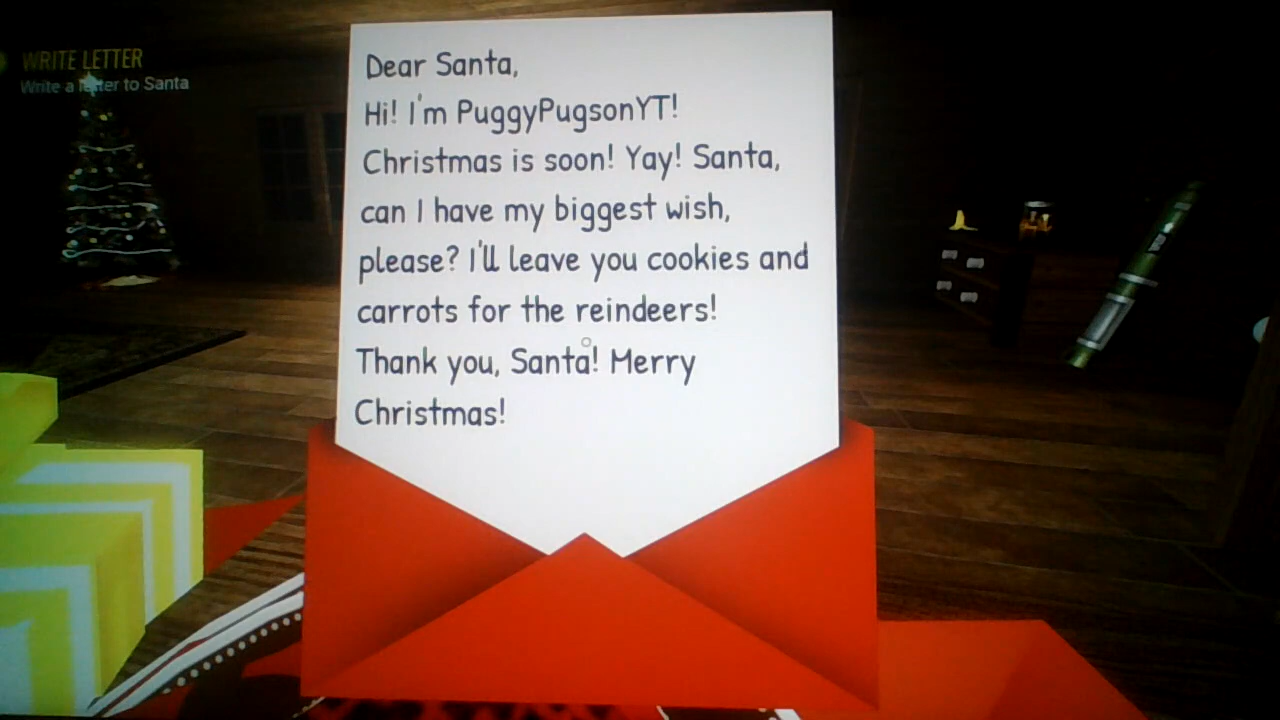 WRITE LETTER
Write a letter to Santa
Dear Santa,
Hi! I'm PuggyPugsonYT!
Christmas is soon! Yay! Santa,
can I have my biggest wish,
please? I'll leave you cookies and
carrots for the reindeers!
Thank you, Santa! Merry
Christmas!